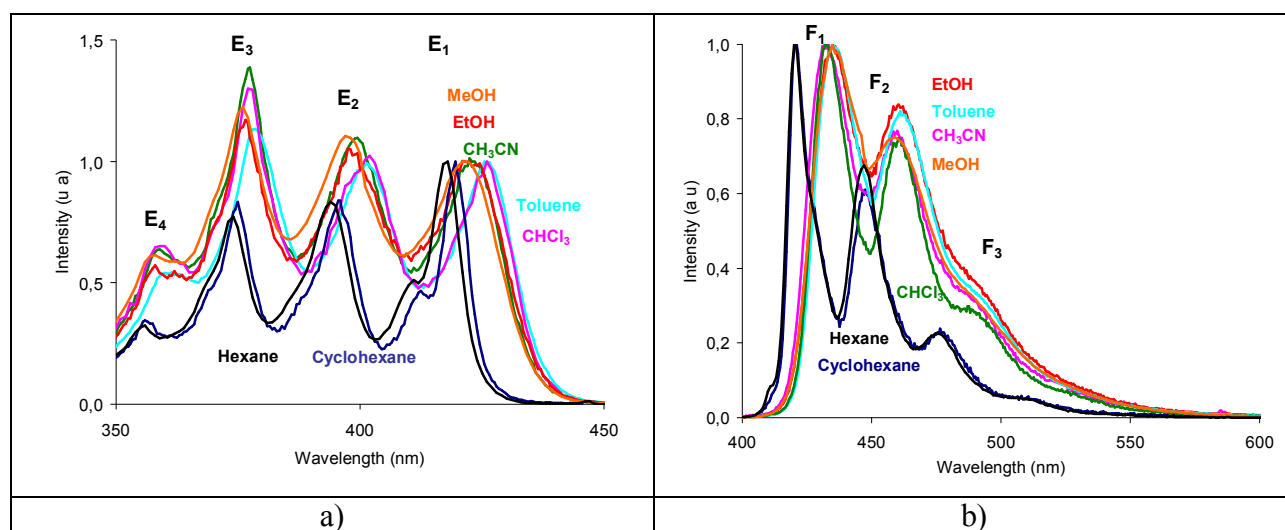 1,5
1,0
0,5
0,0
350
400
450
Wavelength (nm)
Intensity (u a)
E4
E3
E2
E1
MeOH
EtOH
CH3CN
Toluene
CHCl3
Hexane
Cyclohexane
a)
1,0
0,8
0,6
0,4
0,2
0,0
400
450
500
550
600
Wavelength (nm)
Intensity (a u)
F1
F2
F3
EtOH
Toluene
CH3CN
MeOH
CHCl3
Hexane
Cyclohexane
b)